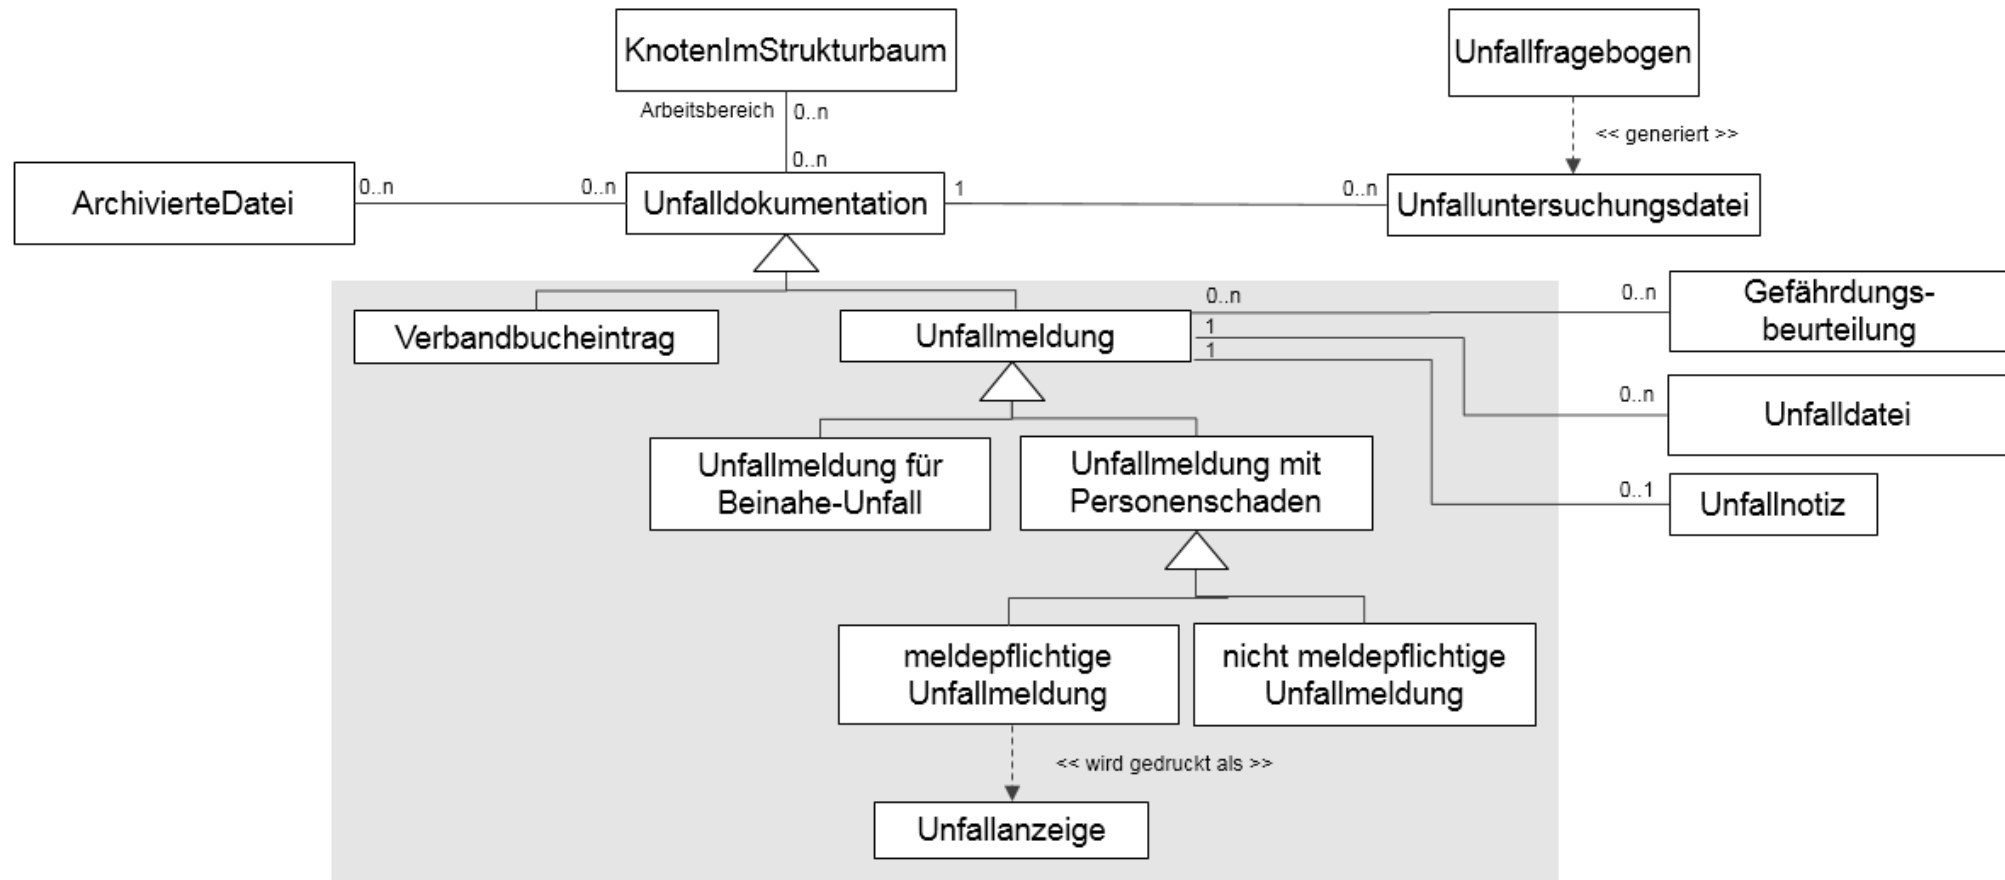 KnotenImStrukturbaum
Unfallfragebogen
Arbeitsbereich
0..n
<< generiert >>
0..n
ArchivierteDatei
0..n
0..n
Unfalldokumentation
1
0..n
Unfalluntersuchungsdatei
Verbandbucheintrag
Unfallmeldung
0..n
0..n
Gefährdungs-
beurteilung
1
1
0..n
Unfalldatei
0..1
Unfallnotiz
Unfallmeldung für
Beinahe-Unfall
Unfallmeldung mit
Personenschaden
meldepflichtige
Unfallmeldung
nicht meldepflichtige
Unfallmeldung
<< wird gedruckt als >>
Unfallanzeige